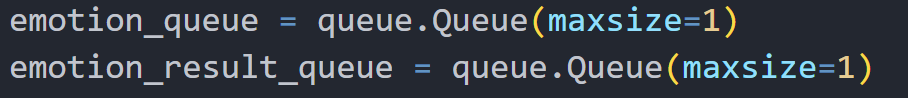 emotion_queue = queue.Queue(maxsize=1)
emotion_result_queue = queue.Queue(maxsize=1)